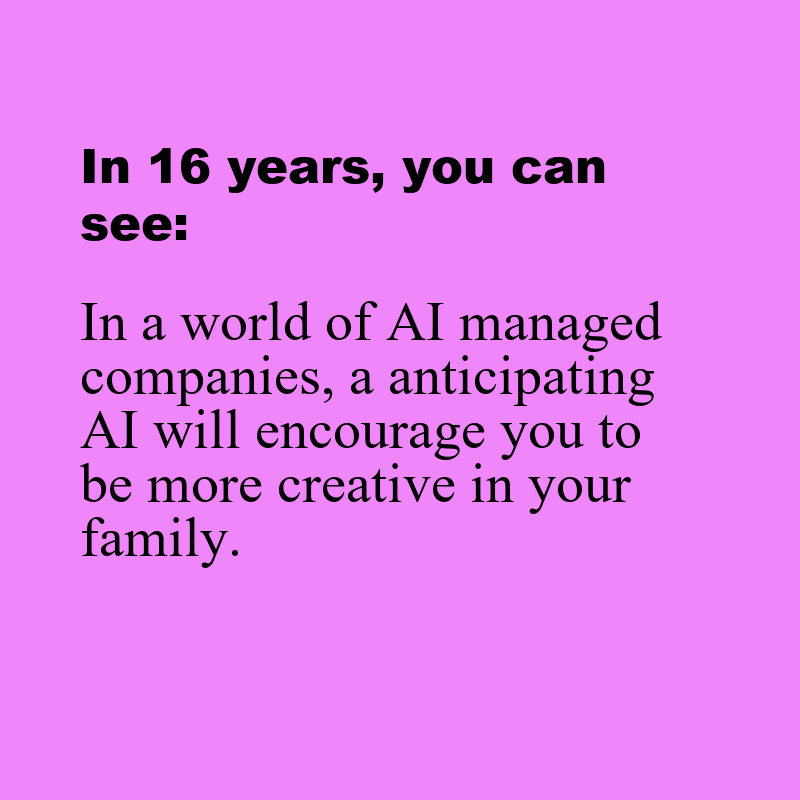 In 16 years, you can
see:
In a world of AI managed
companies, a anticipating
AI will encourage you to
be more creative in your
family.